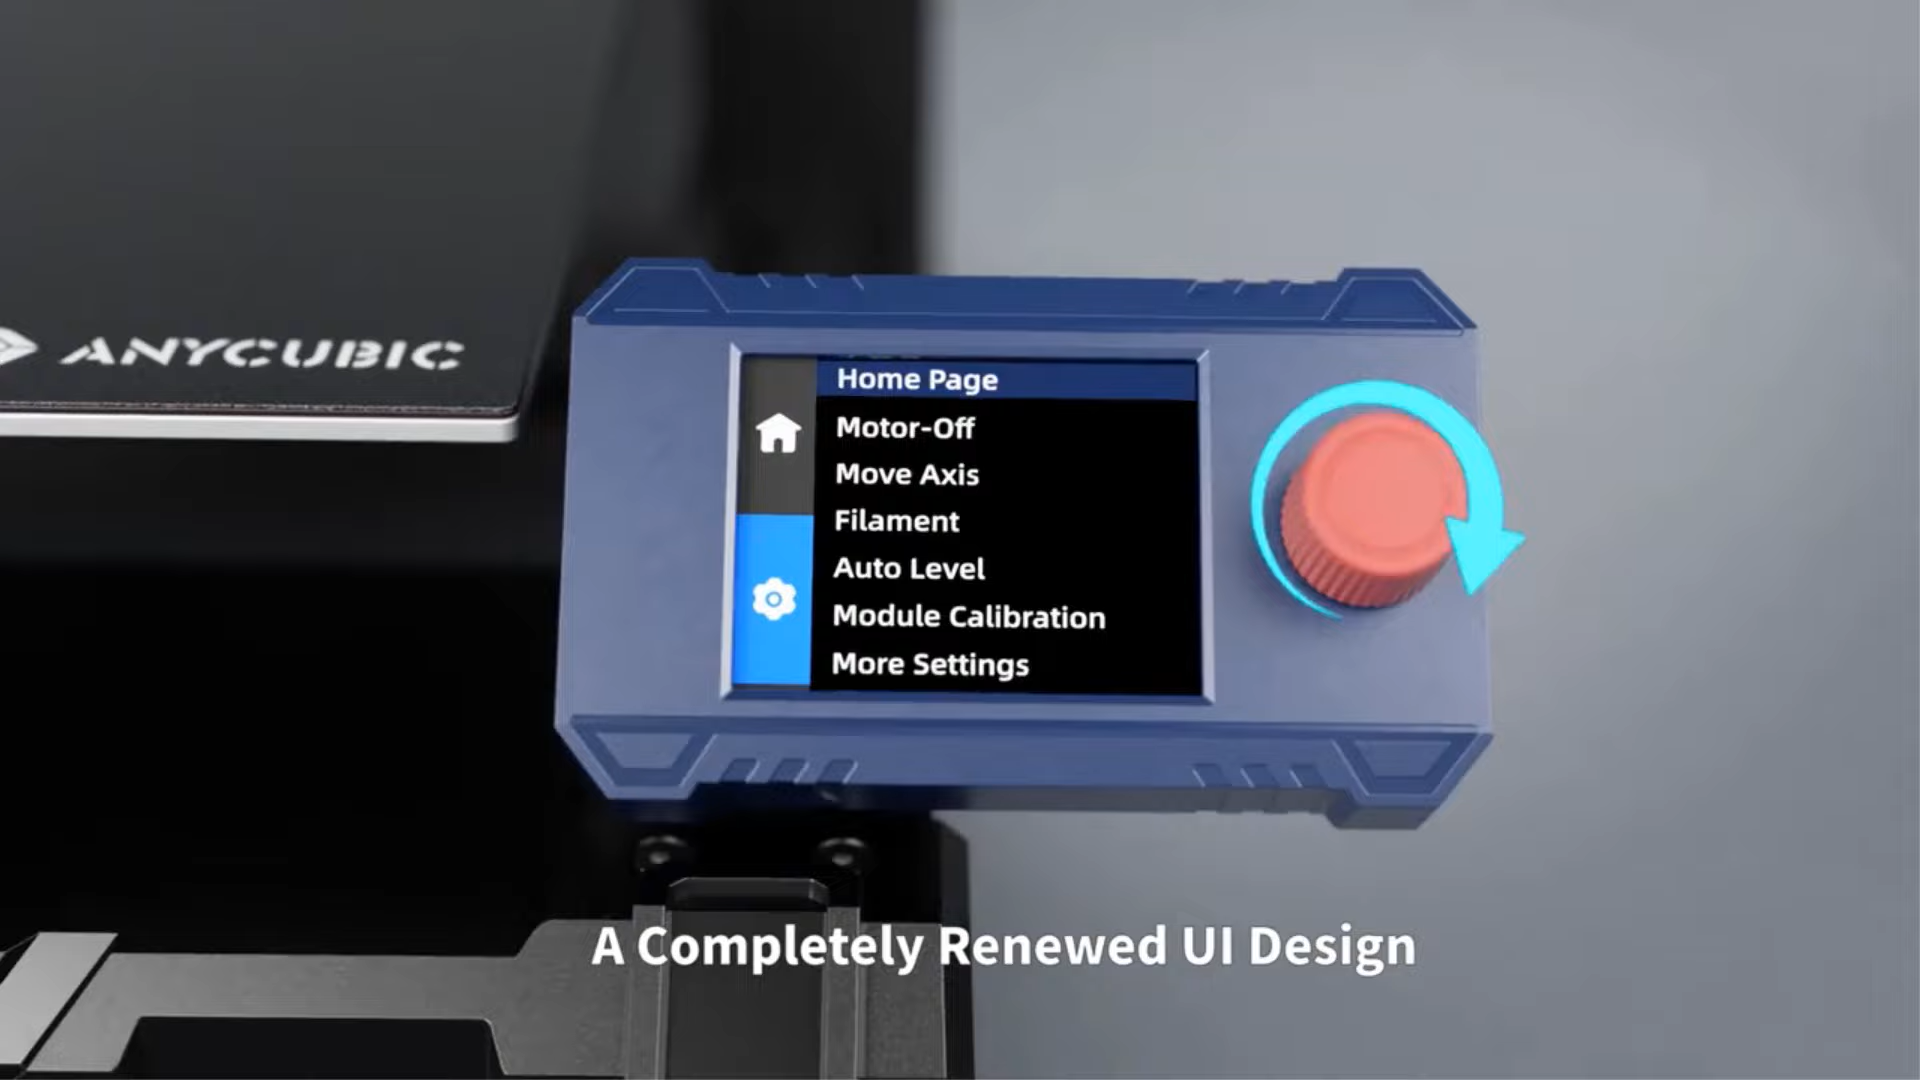 ANYCUBIC
Home Page
Motor-Off
Move Axis
Filament
Auto Level
Module Calibration
More Settings
A Completely Renewed UI Design